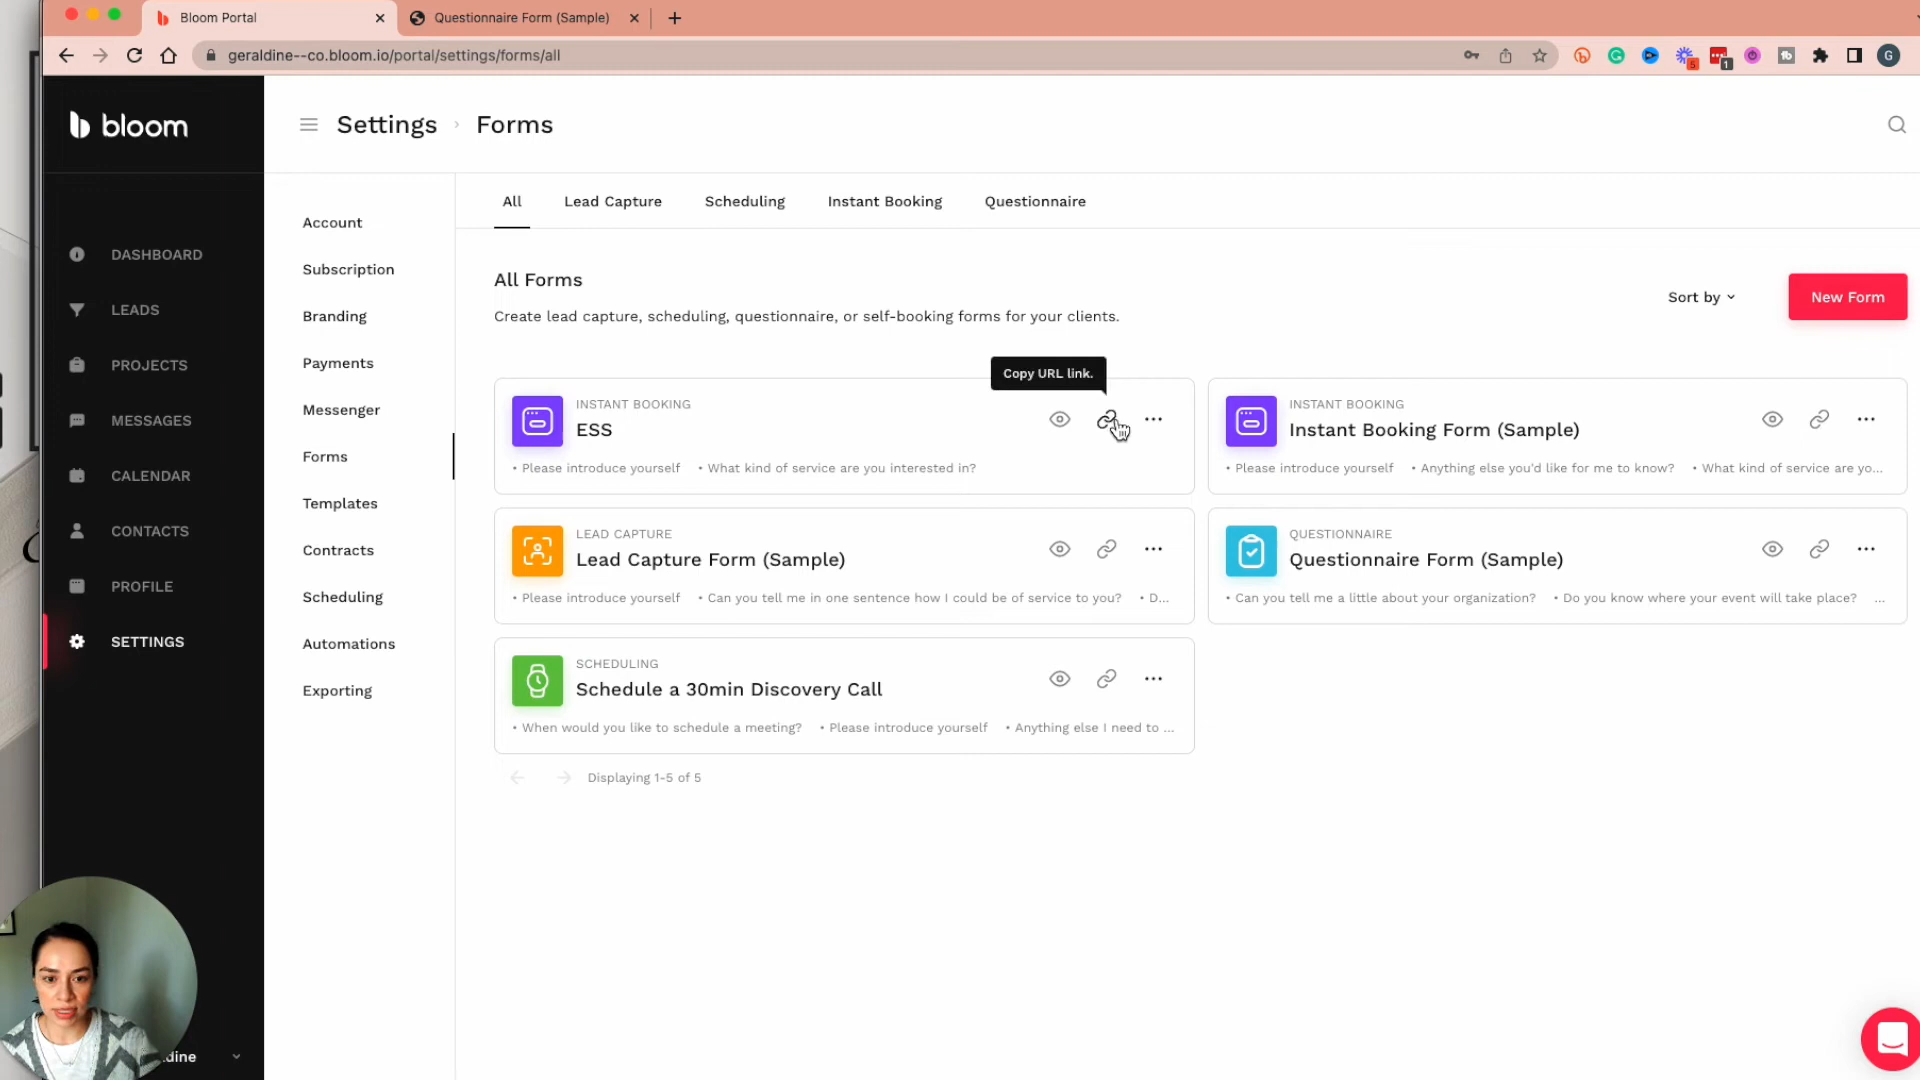 Bloom Portal
Questionnaire Form (Sample)
geraldine--co.bloom.io/portal/settings/forms/all
5
1
G
bloom
Settings › Forms
DASHBOARD
LEADS
PROJECTS
MESSAGES
CALENDAR
CONTACTS
PROFILE
SETTINGS
dine
Account
Subscription
Branding
Payments
Messenger
Forms
Templates
Contracts
Scheduling
Automations
Exporting
All Lead Capture Scheduling Instant Booking Questionnaire
All Forms
Create lead capture, scheduling, questionnaire, or self-booking forms for your clients.
Sort by
New Form
Copy URL link.
INSTANT BOOKING
ESS
• Please introduce yourself • What kind of service are you interested in?
INSTANT BOOKING
Instant Booking Form (Sample)
• Please introduce yourself • Anything else you'd like for me to know? • What kind of service are yo...
LEAD CAPTURE
Lead Capture Form (Sample)
• Please introduce yourself • Can you tell me in one sentence how I could be of service to you? • D...
QUESTIONNAIRE
Questionnaire Form (Sample)
• Can you tell me a little about your organization? • Do you know where your event will take place? ...
SCHEDULING
Schedule a 30min Discovery Call
• When would you like to schedule a meeting? • Please introduce yourself • Anything else I need to ...
Displaying 1-5 of 5